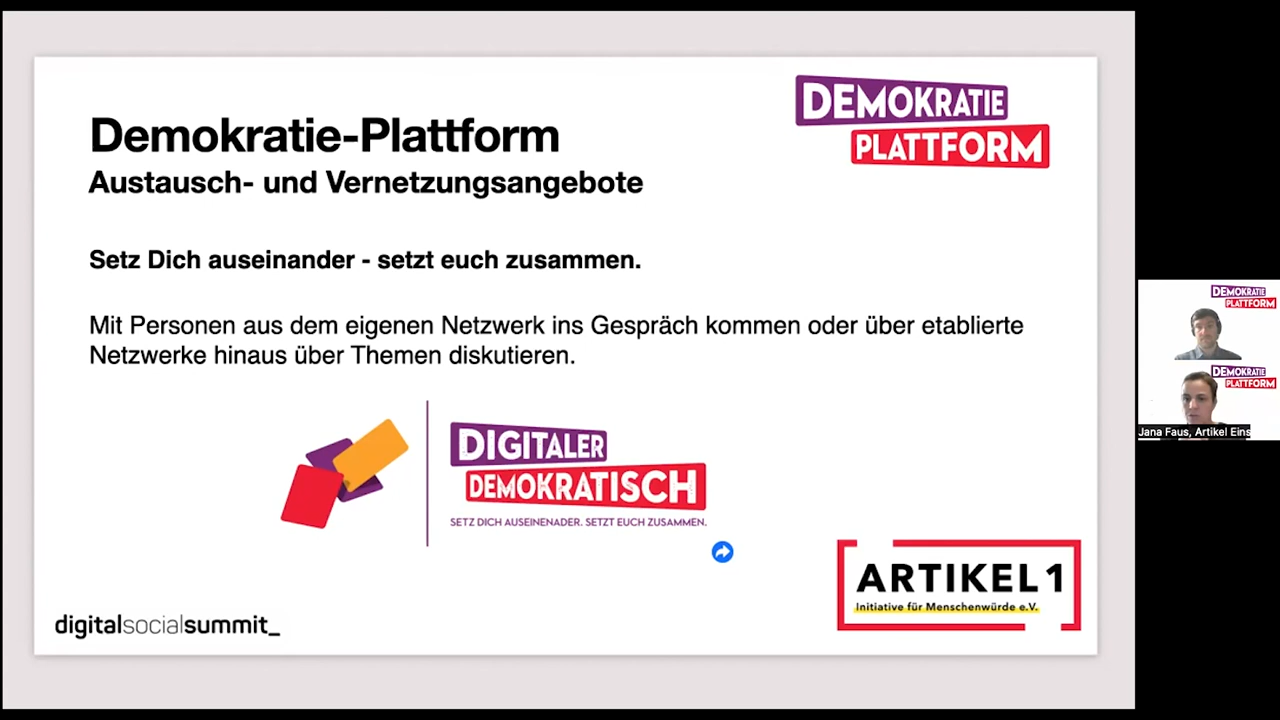 DEMOKRATIE
PLATTFORM
Demokratie-Plattform
Austausch- und Vernetzungsangebote
Setz Dich auseinander - setzt euch zusammen.
Mit Personen aus dem eigenen Netzwerk ins Gespräch kommen oder über etablierte
Netzwerke hinaus über Themen diskutieren.
DIGITALER
DEMOKRATISCH
SETZ DICH AUSEINENADER. SETZT EUCH ZUSAMMEN.
ARTIKEL 1
Initiative für Menschenwürde e.V.
digitalsocialsummit_
DEMOKRATIE
PLATTFORM
DEMOKRATIE
PLATTFORM
Jana Faus, Artikel Eins